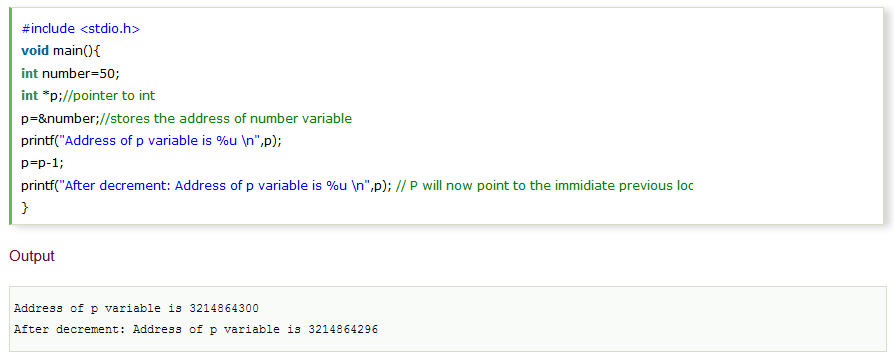 #include <stdio.h>
void main(){
int number=50;
int *p;//pointer to int
p=&number;//stores the address of number variable
printf("Address of p variable is %u \n",p);
p=p-1;
printf("After decrement: Address of p variable is %u \n",p); // P will now point to the immidiate previous loc
}
Output
Address of p variable is 3214864300
After decrement: Address of p variable is 3214864296